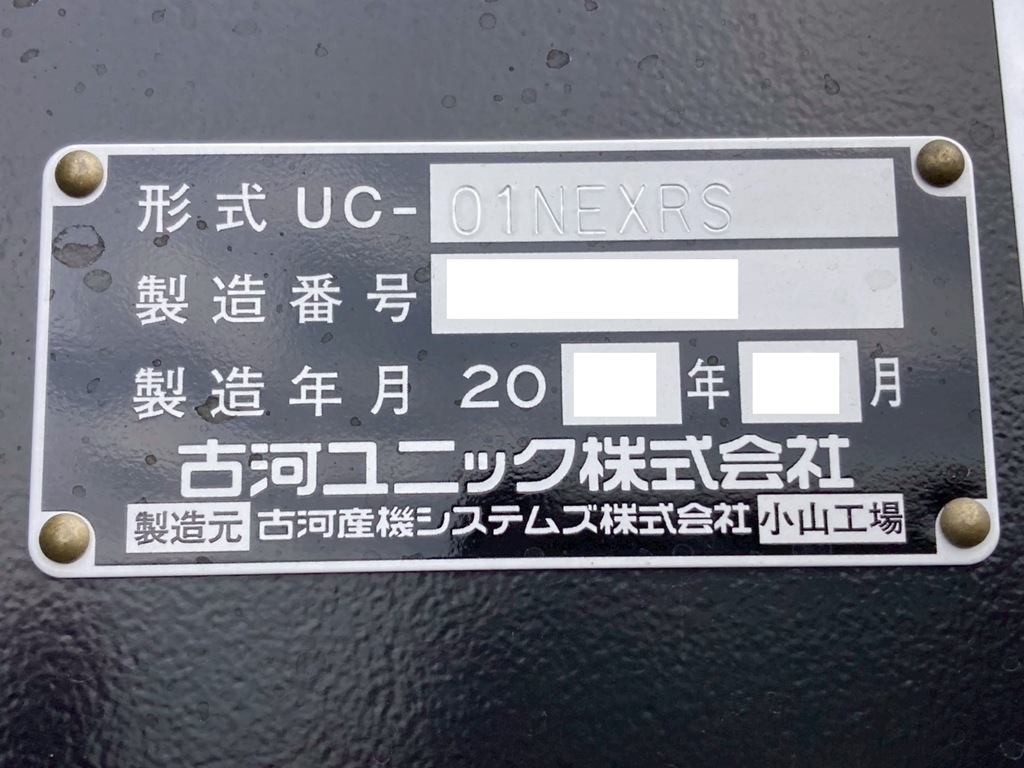 形式 UC-01NEXRS
製造番号
製造年月 20 年 月
古河ユニック株式会社
製造元 古河産機システムズ株式会社 小山工場